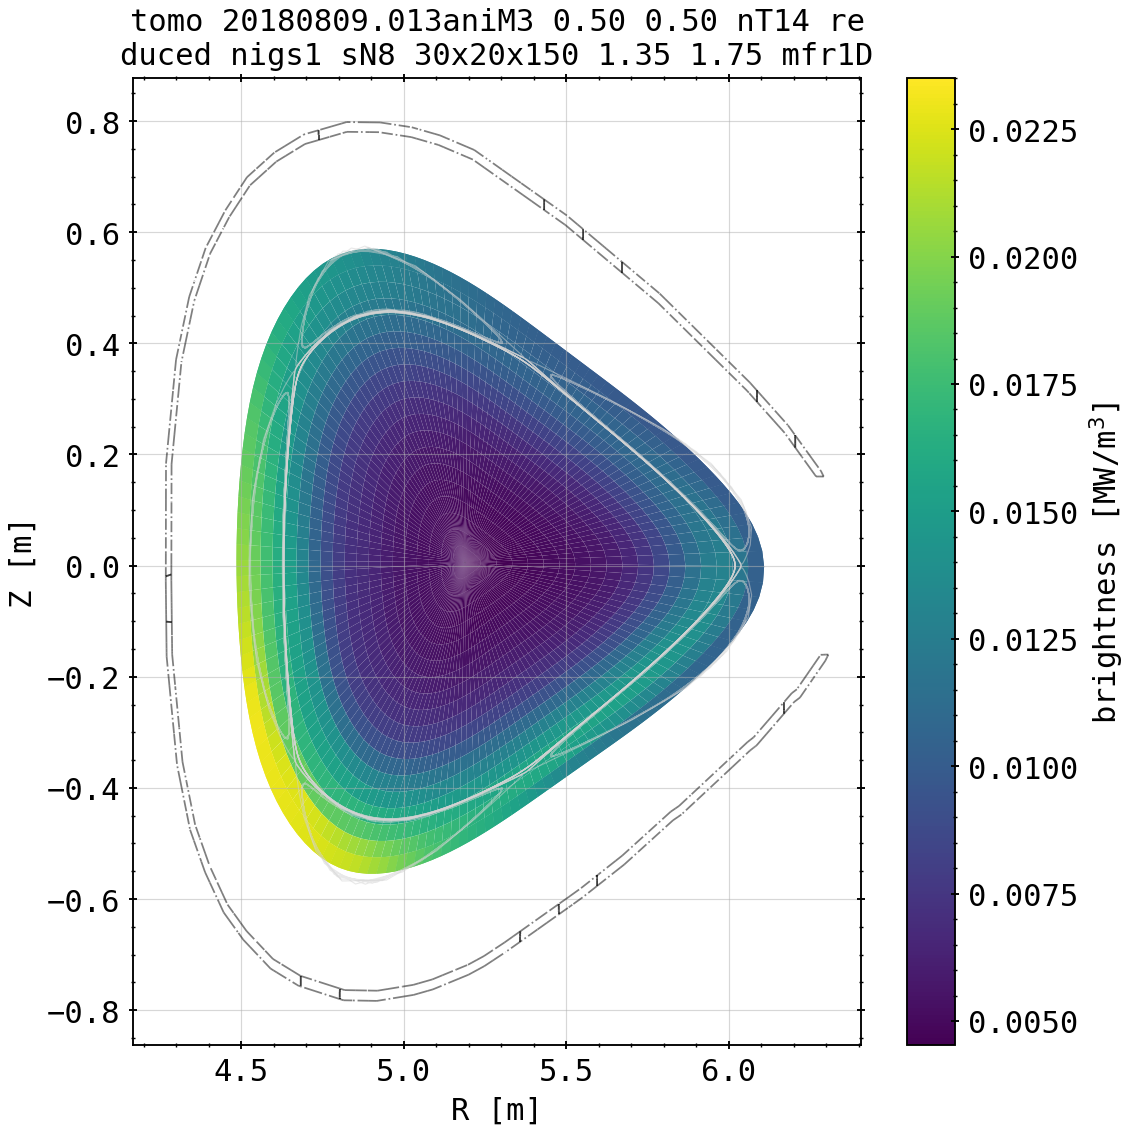 tomo 20180809.013aniM3 0.50 0.50 nT14 re
duced nigs1 sN8 30x20x150 1.35 1.75 mfr1D
0.8
0.6
0.4
0.2
0.0
−0.2
−0.4
−0.6
−0.8
Z [m]
4.5 5.0 5.5 6.0
R [m]
0.0225
0.0200
0.0175
0.0150
0.0125
0.0100
0.0075
0.0050
brightness [MW/m³]